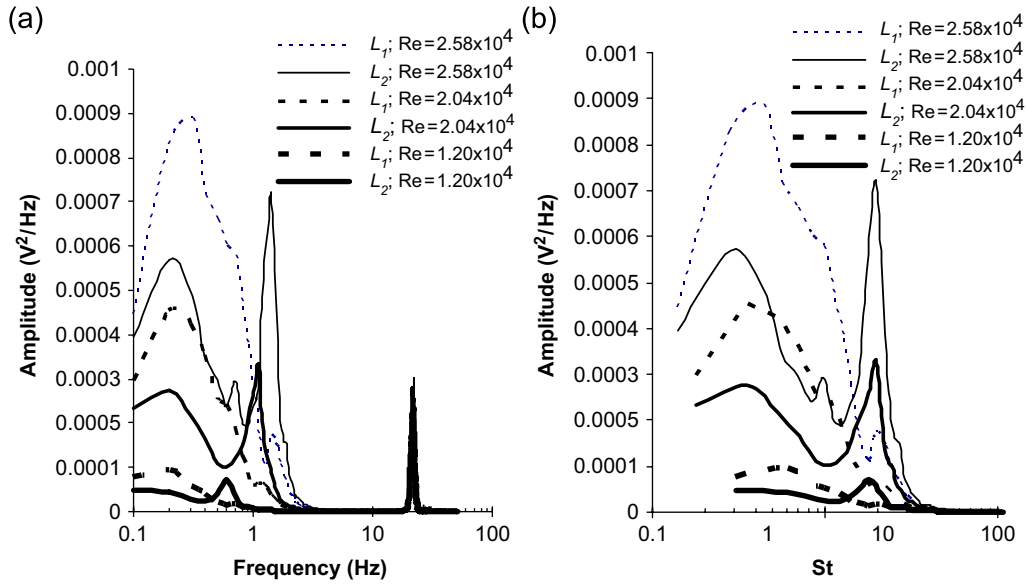 (a)
L1; Re=2.58x10^4
L2; Re=2.58x10^4
L1; Re=2.04x10^4
L2; Re=2.04x10^4
L1; Re=1.20x10^4
L2; Re=1.20x10^4
0.001
0.0009
0.0008
0.0007
0.0006
0.0005
0.0004
0.0003
0.0005
0.0001
0
Amplitude (V²/Hz)
0.1
1
10
100
Frequency (Hz)
(b)
L1; Re=2.58x10^4
L2; Re=2.58x10^4
L1; Re=2.04x10^4
L2; Re=2.04x10^4
L1; Re=1.20x10^4
L2; Re=1.20x10^4
0.001
0.0009
0.0008
0.0007
0.0006
0.0005
0.0004
0.0003
0.0005
0.0001
0
Amplitude (V²/Hz)
0.1
1
10
100
St